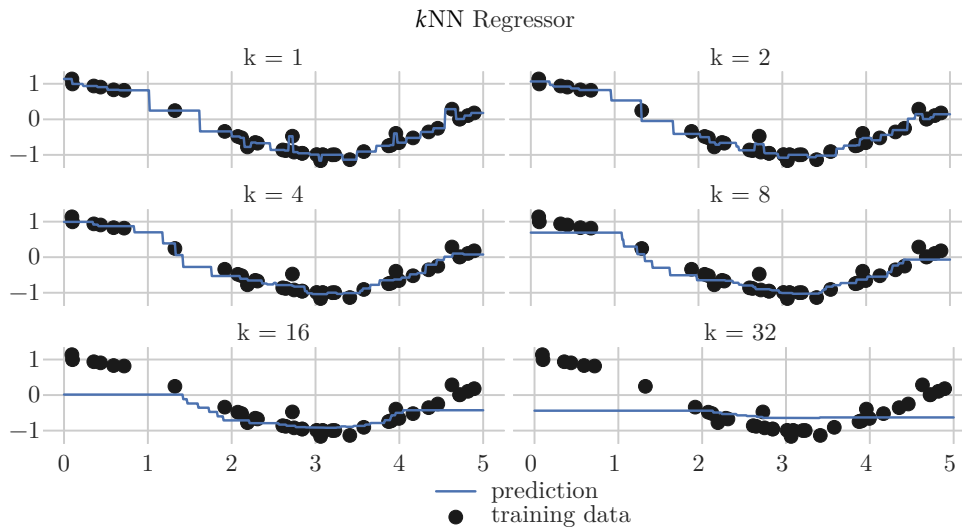 kNN Regressor
k = 1
k = 2
1
0
−1
k = 4
k = 8
1
0
−1
k = 16
k = 32
1
0
−1
0 1 2 3 4 5 0 1 2 3 4 5
prediction
training data